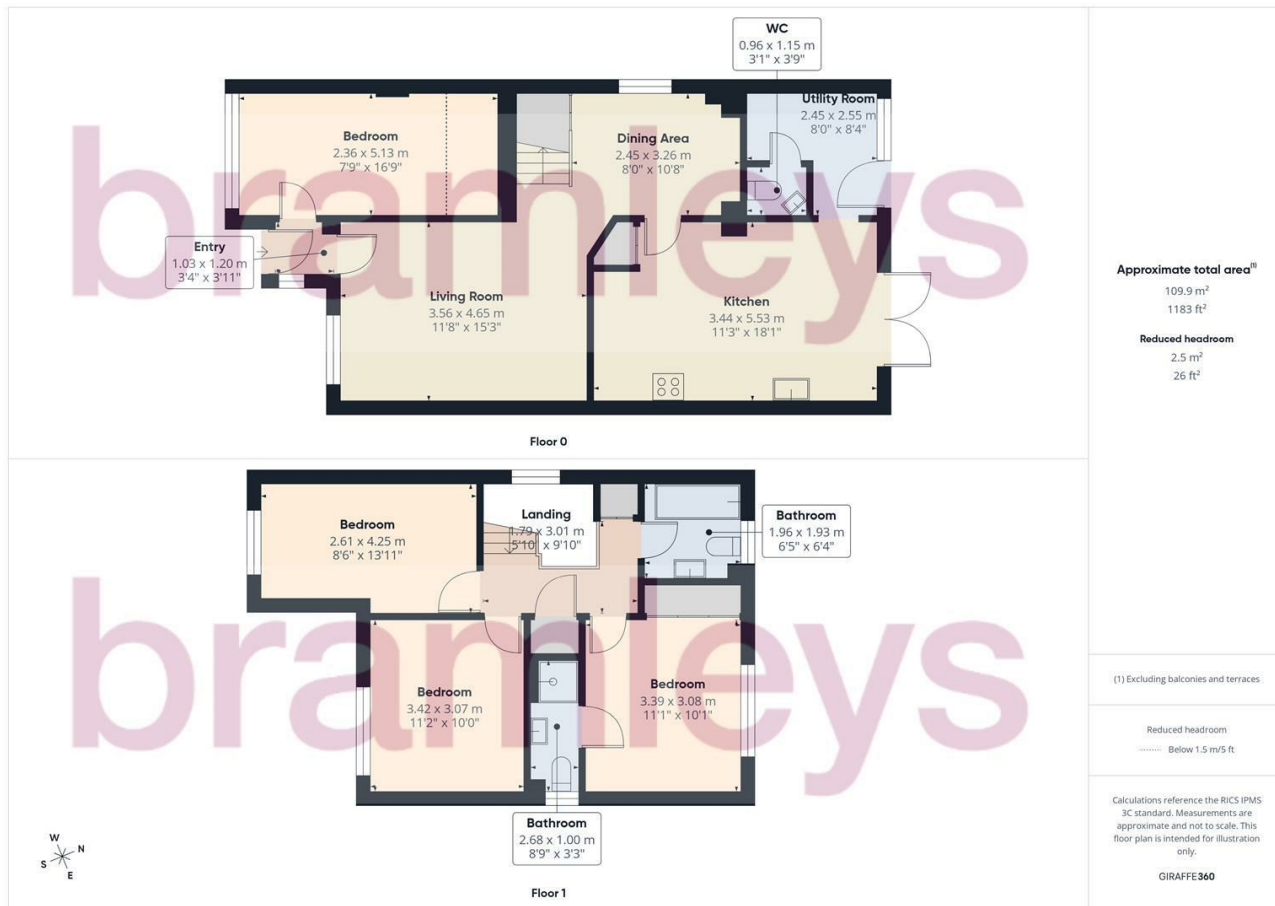 WC
0.96 x 1.15 m
3'1" x 3'9"
Utility Room
2.45 x 2.55 m
8'0" x 8'4"
Bedroom
2.36 x 5.13 m
7'9" x 16'9"
Dining Area
2.45 x 3.26 m
8'0" x 10'8"
bramleys
Entry
1.03 x 1.20 m
3'4" x 3'11"
Living Room
3.56 x 4.65 m
11'8" x 15'3"
Kitchen
3.44 x 5.53 m
11'3" x 18'1"
Floor 0
Approximate total area(1)
109.9 m²
1183 ft²
Reduced headroom
2.5 m²
26 ft²
Bedroom
2.61 x 4.25 m
8'6" x 13'11"
Landing
1.79 x 3.01 m
5'10" x 9'10"
Bathroom
1.96 x 1.93 m
6'5" x 6'4"
bramleys
Bedroom
3.42 x 3.07 m
11'2" x 10'0"
Bedroom
3.39 x 3.08 m
11'1" x 10'1"
Bathroom
2.68 x 1.00 m
8'9" x 3'3"
Floor 1
W
N
S
E
(1) Excluding balconies and terraces
Reduced headroom
Below 1.5 m/5 ft
Calculations reference the RICS IPMS
3C standard. Measurements are
approximate and not to scale. This
floor plan is intended for illustration
only.
GIRAFFE360